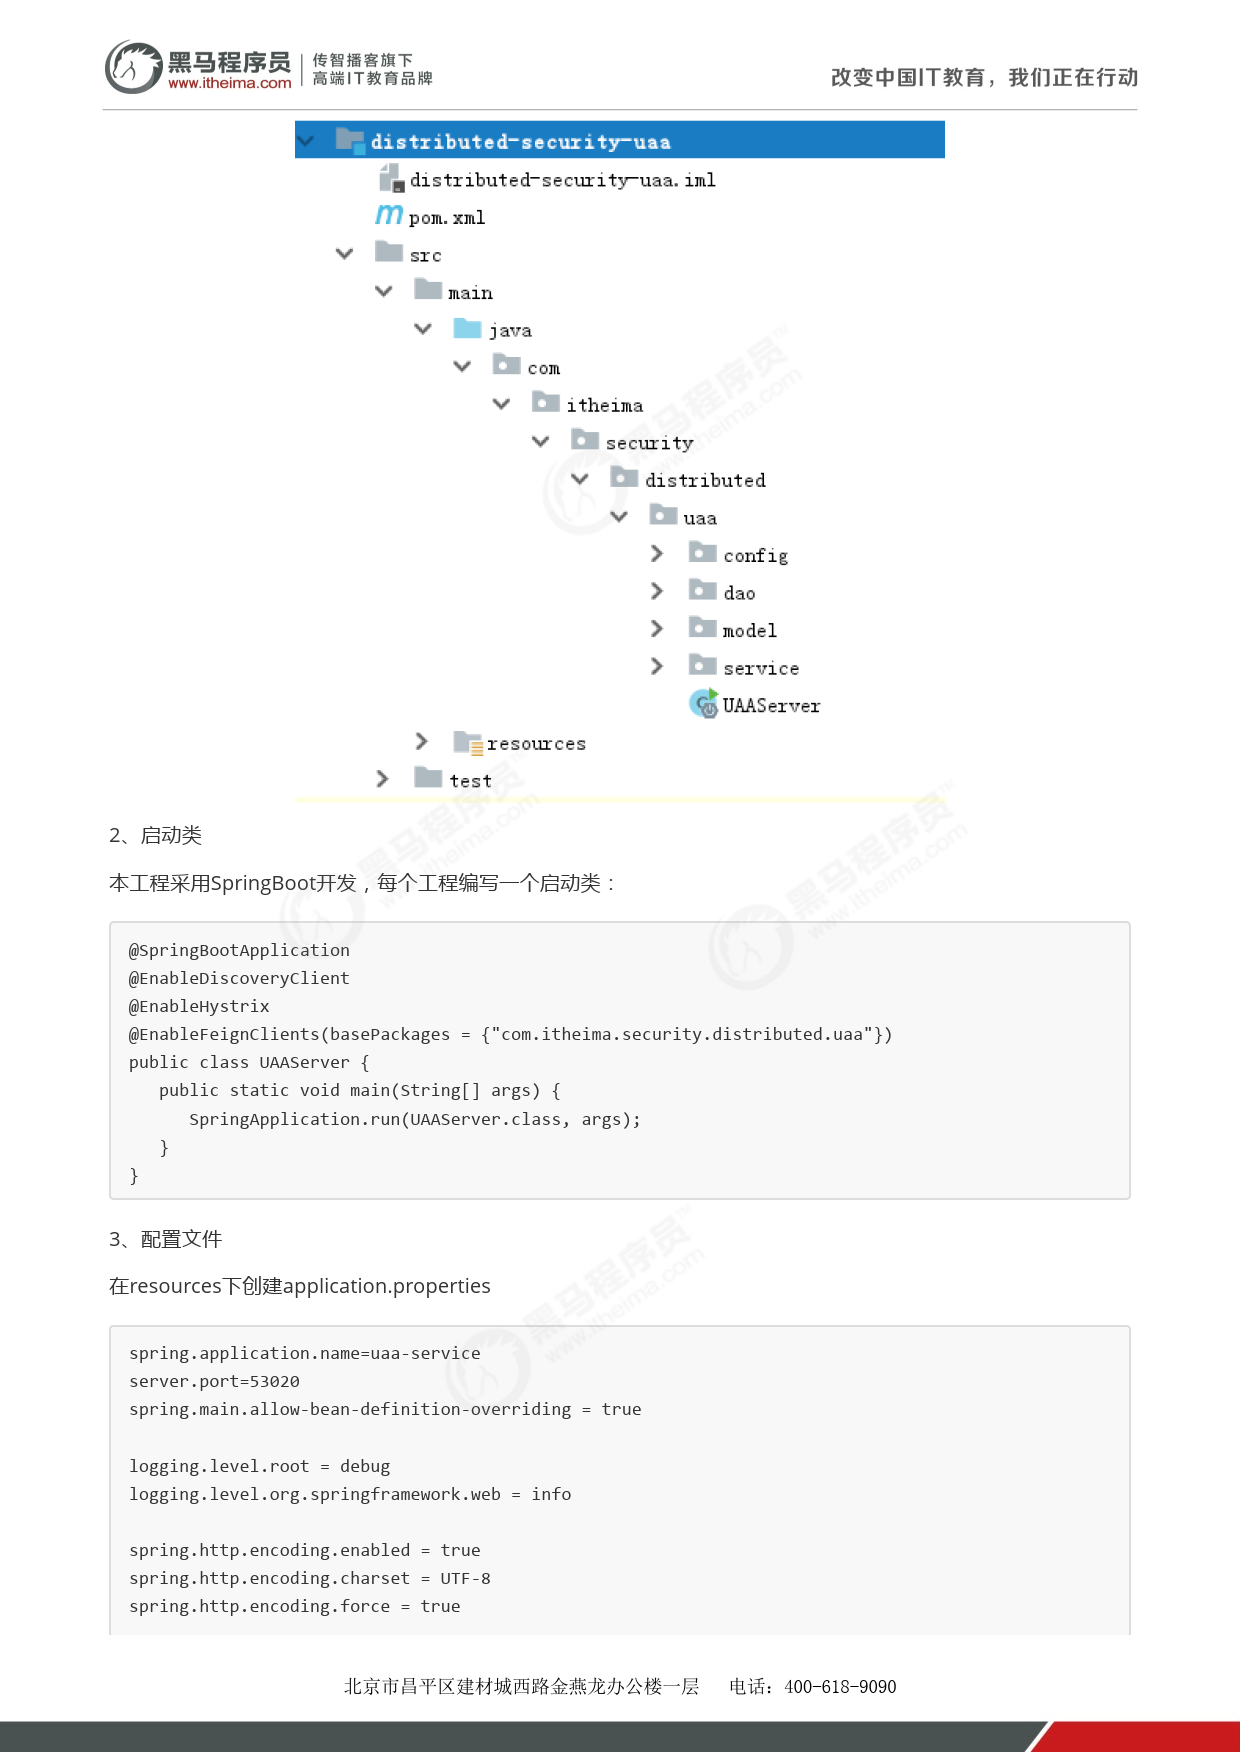 黑马程序员
www.itheima.com
传智播客旗下
高端IT教育品牌
改变中国IT教育，我们正在行动
distributed-security-uaa
distributed-security-uaa.iml
pom.xml
src
main
java
com
itheima
security
distributed
uaa
config
dao
model
service
UAAServer
resources
test
2、启动类
本工程采用SpringBoot开发，每个工程编写一个启动类：
@SpringBootApplication
@EnableDiscoveryClient
@EnableHystrix
@EnableFeignClients(basePackages = {"com.itheima.security.distributed.uaa"})
public class UAAServer {
   public static void main(String[] args) {
      SpringApplication.run(UAAServer.class, args);
   }
}
3、配置文件
在resources下创建application.properties
spring.application.name=uaa-service
server.port=53020
spring.main.allow-bean-definition-overriding = true
logging.level.root = debug
logging.level.org.springframework.web = info
spring.http.encoding.enabled = true
spring.http.encoding.charset = UTF-8
spring.http.encoding.force = true
北京市昌平区建材城西路金燕龙办公楼一层 电话：400-618-9090